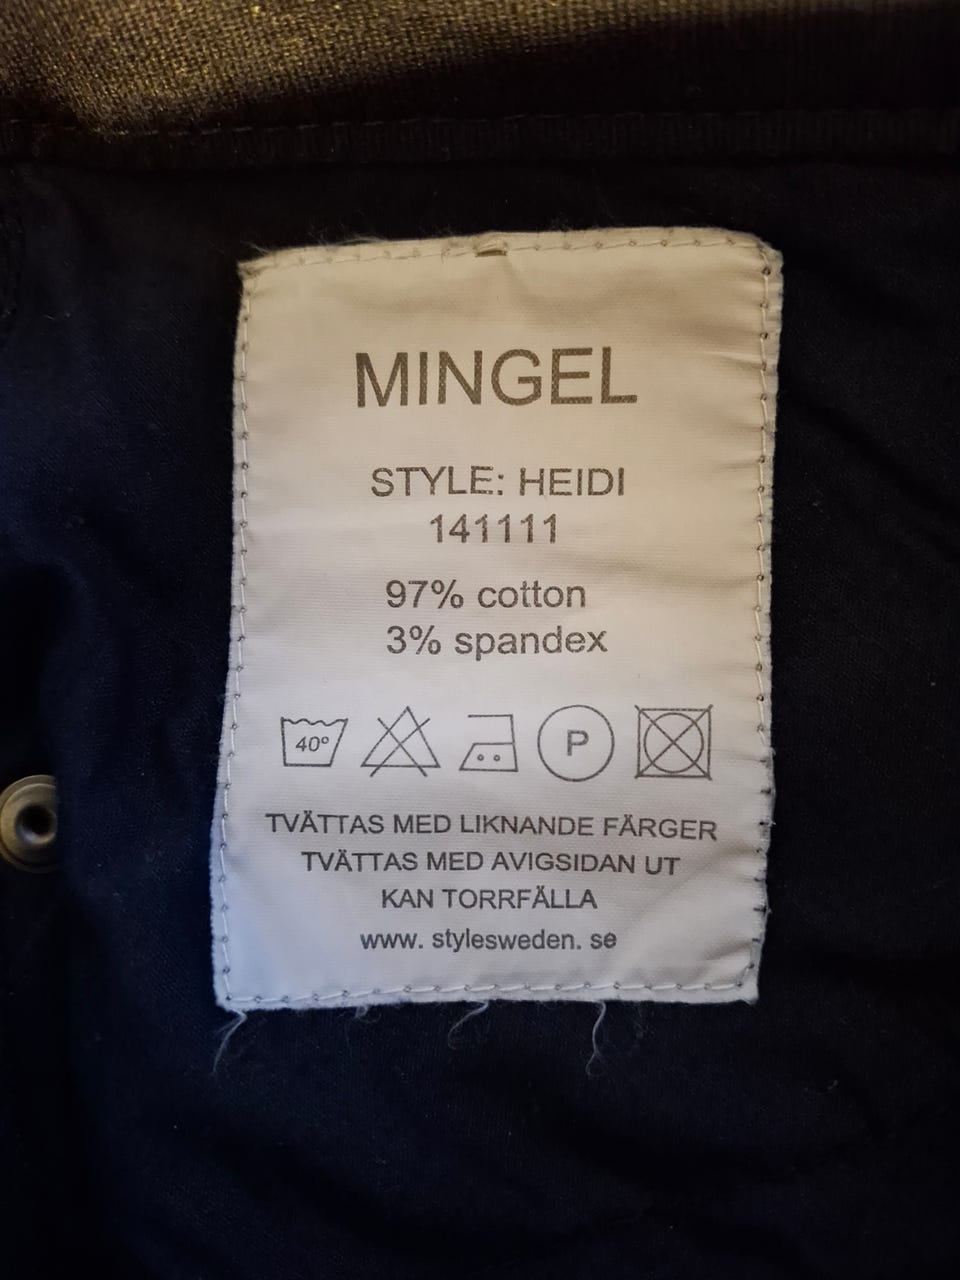 MINGEL
STYLE: HEIDI
141111
97% cotton
3% spandex
40° P
TVÄTTAS MED LIKNANDE FÄRGER
TVÄTTAS MED AVIGSIDAN UT
KAN TORRFÄLLA
www. stylesweden. se